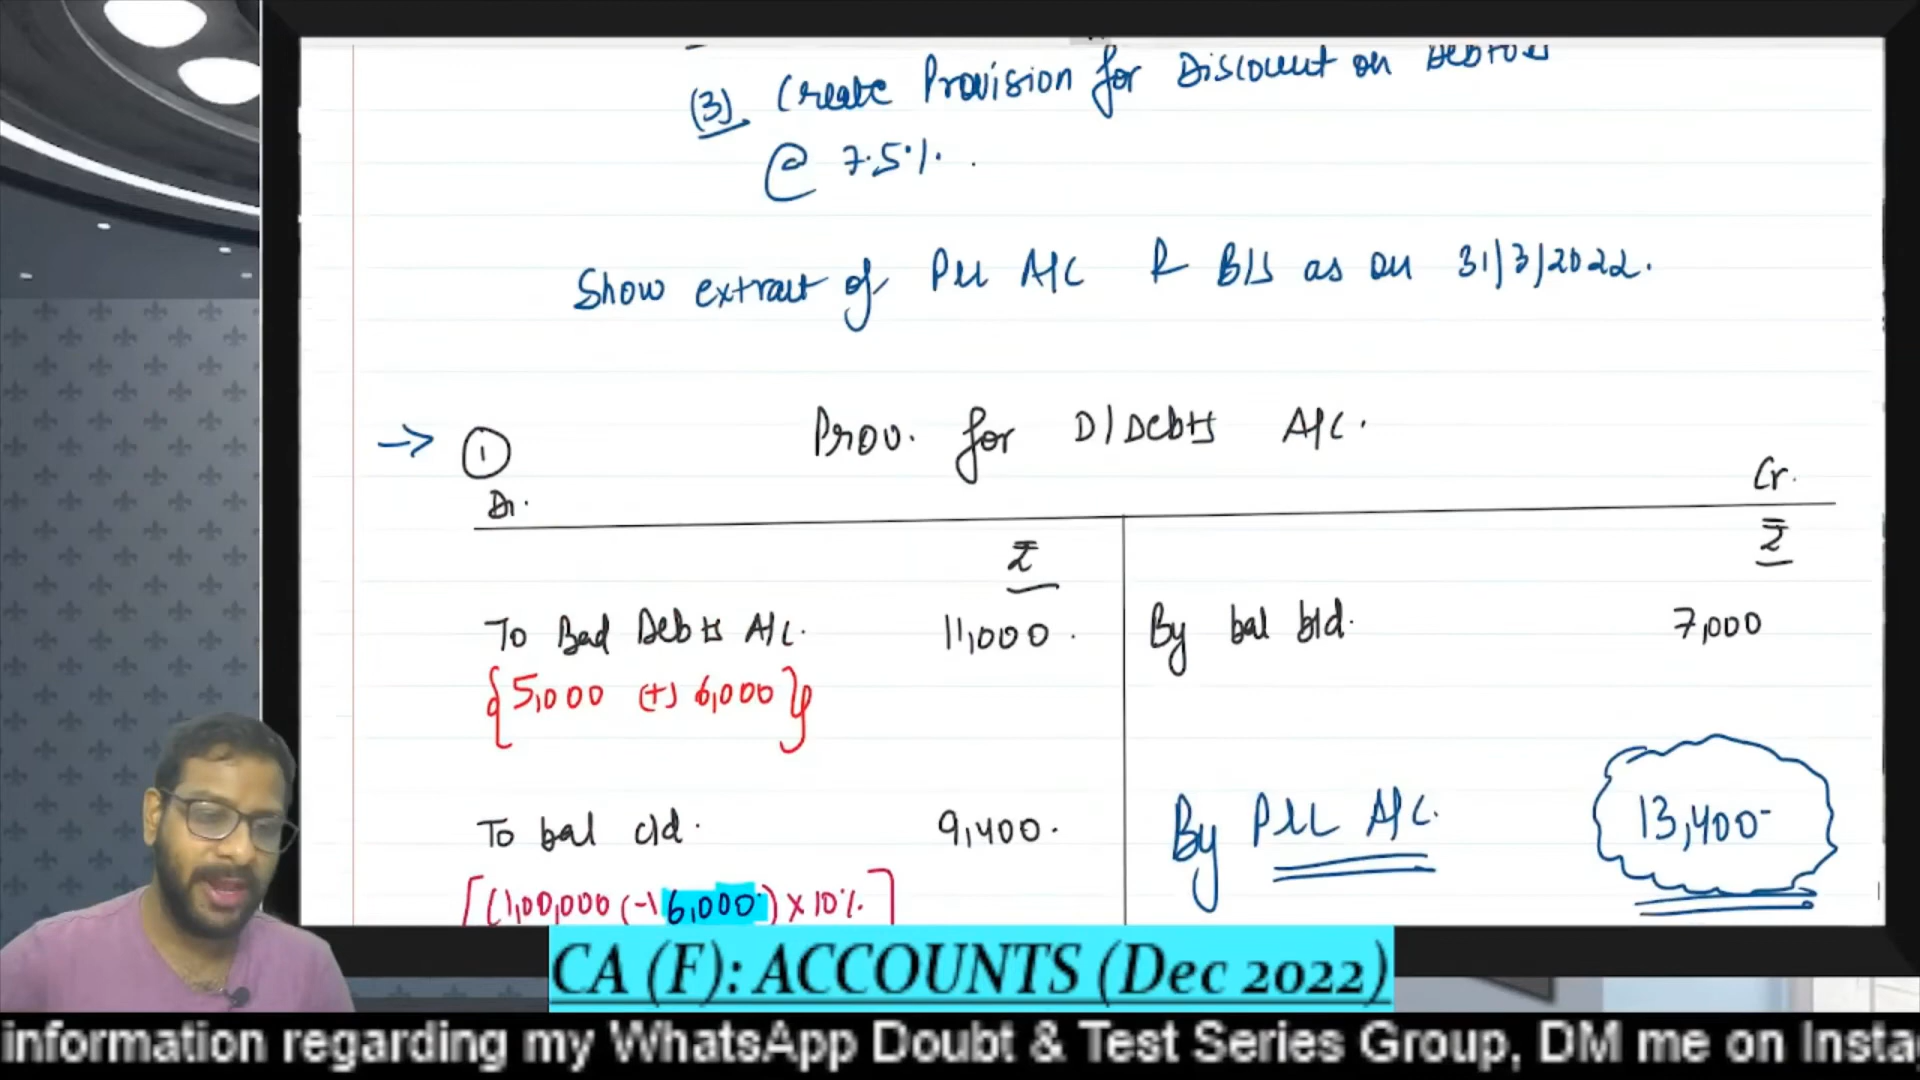 (3) Create Provision for Discount on Debtors
@ 7.5%.
Show extract of P&L A/C & B/S as on 31/3/2022.
→ ① Prov. for D/Debts A/C.
Dr. Cr.
₹ ₹
To Bad Debts A/C. 11,000. By bal b/d. 7,000
{5,000 (+) 6,000}
To bal c/d. 9,400. By P&L A/C. 13,400
[(1,00,000 (-) 6,000) x 10%]
CA (F): ACCOUNTS (Dec 2022)
information regarding my WhatsApp Doubt & Test Series Group, DM me on Insta